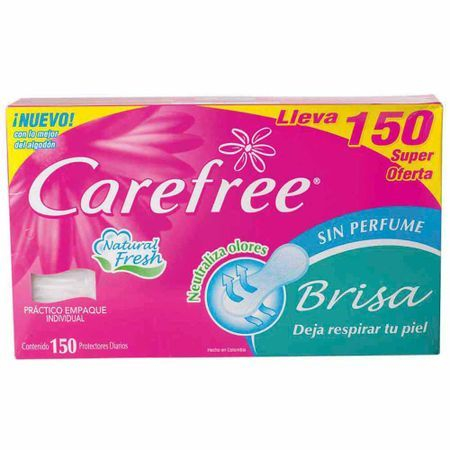 ¡NUEVO!
con lo mejor
del algodón
Lleva 150
Super
Oferta
Carefree®
Natural
Fresh
Neutraliza olores
SIN PERFUME
Brisa
Deja respirar tu piel
PRÁCTICO EMPAQUE
INDIVIDUAL
Contenido 150 Protectores Diarios
Hecho en Colombia